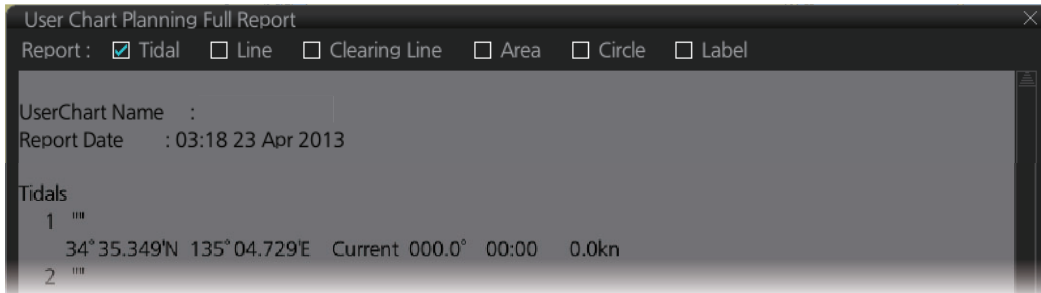 User Chart Planning Full Report
Report : Tidal Line Clearing Line Area Circle Label
UserChart Name :
Report Date : 03:18 23 Apr 2013
Tidals
1 ""
34°35.349'N 135°04.729'E Current 000.0° 00:00 0.0kn
2 ""